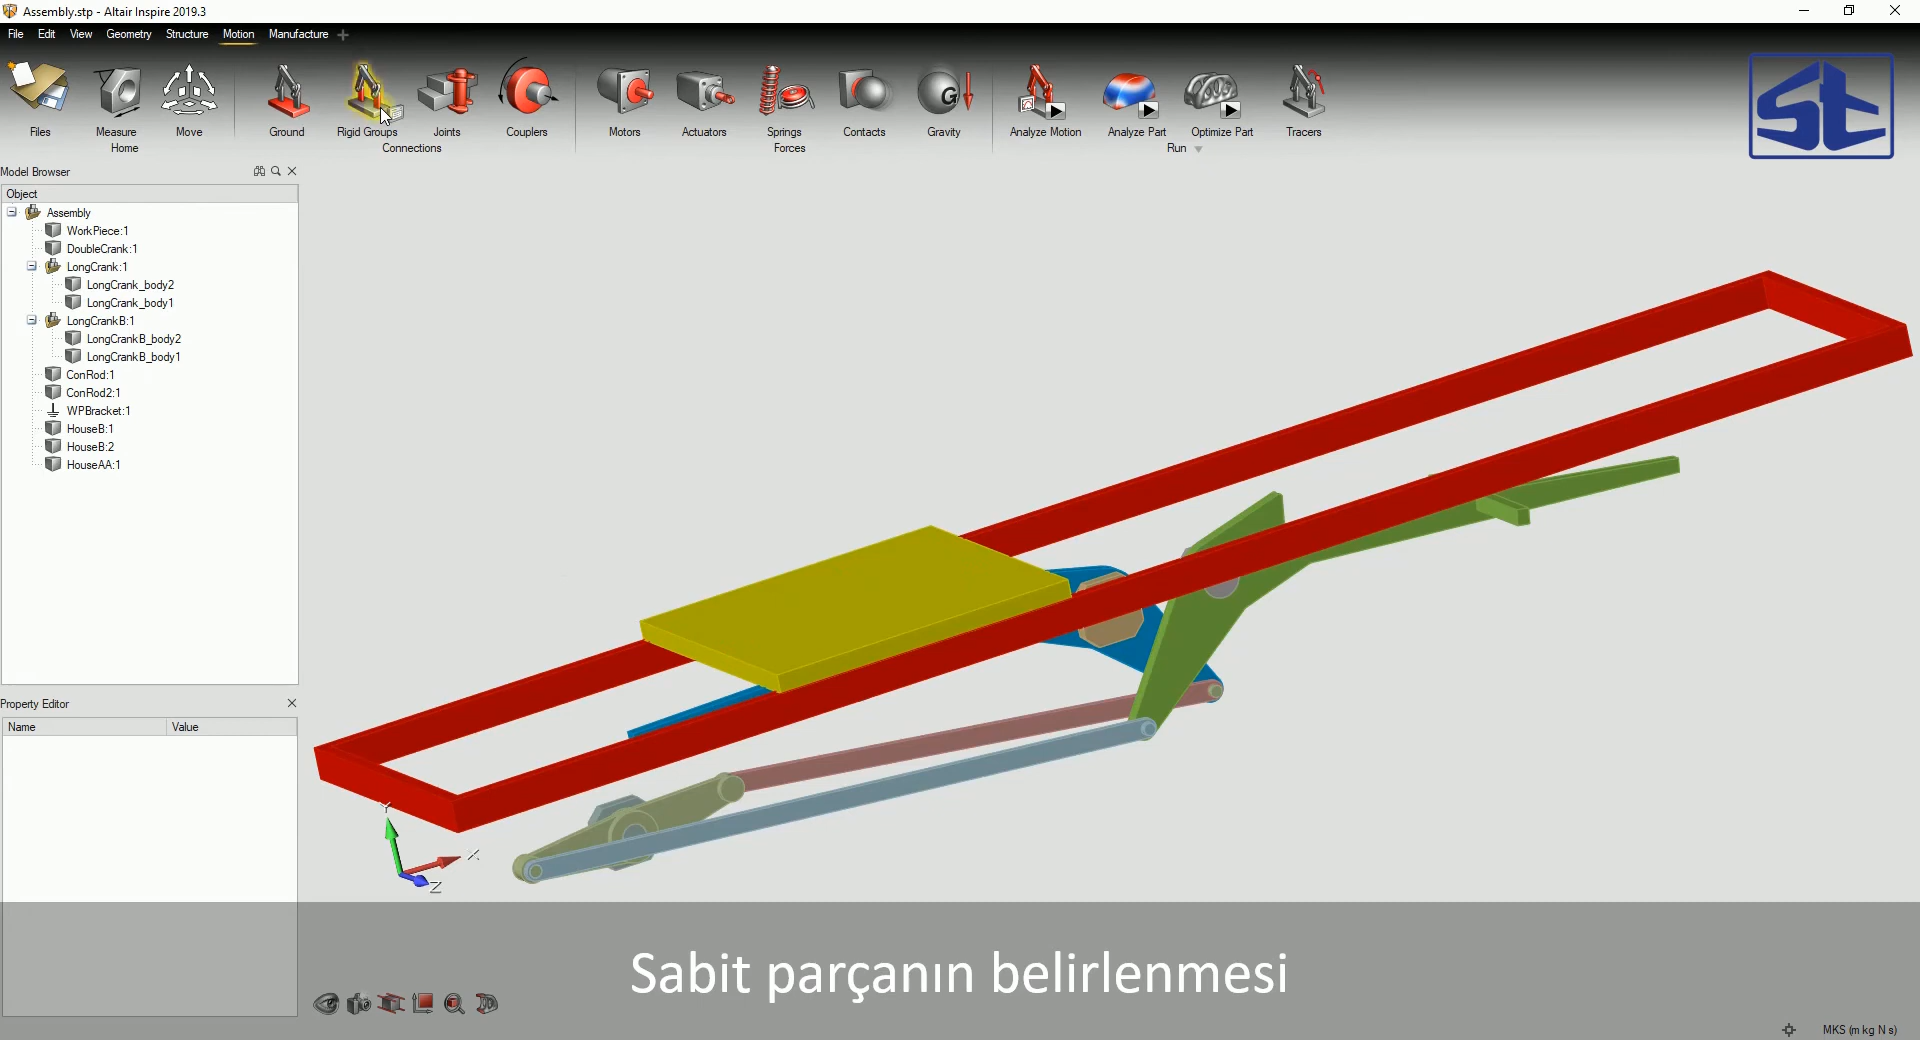 Assembly.stp - Altair Inspire 2019.3
File Edit View Geometry Structure Motion Manufacture
Files Measure Move Ground Rigid Groups Joints Couplers Motors Actuators Springs Contacts Gravity Analyze Motion Analyze Part Optimize Part Tracers
Home Connections Forces Run
G
st
Model Browser
Object
Assembly
WorkPiece:1
DoubleCrank:1
LongCrank:1
LongCrank_body2
LongCrank_body1
LongCrankB:1
LongCrankB_body2
LongCrankB_body1
ConRod:1
ConRod2:1
WPBracket:1
HouseB:1
HouseB:2
HouseAA:1
Property Editor
Name Value
Y
X
Z
Sabit parçanın belirlenmesi
MKS (m kg N s)